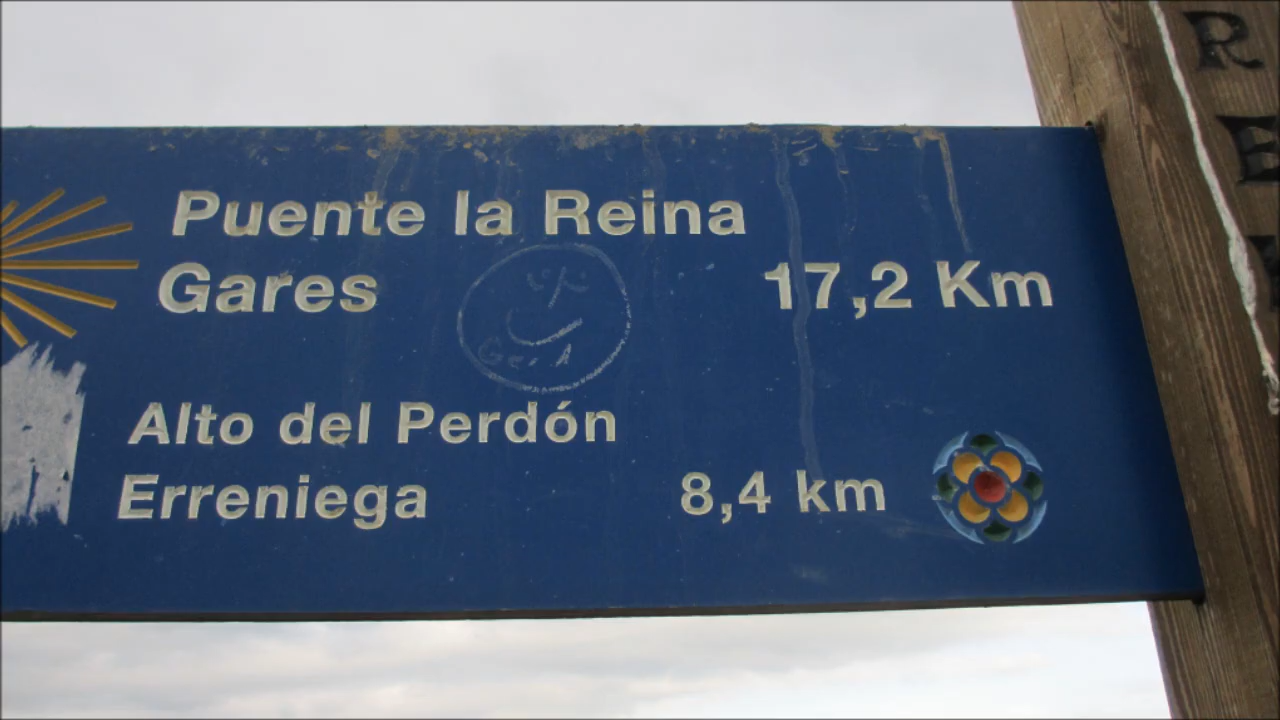 Puente la Reina
Gares 17,2 Km
Alto del Perdón
Erreniega 8,4 km
R